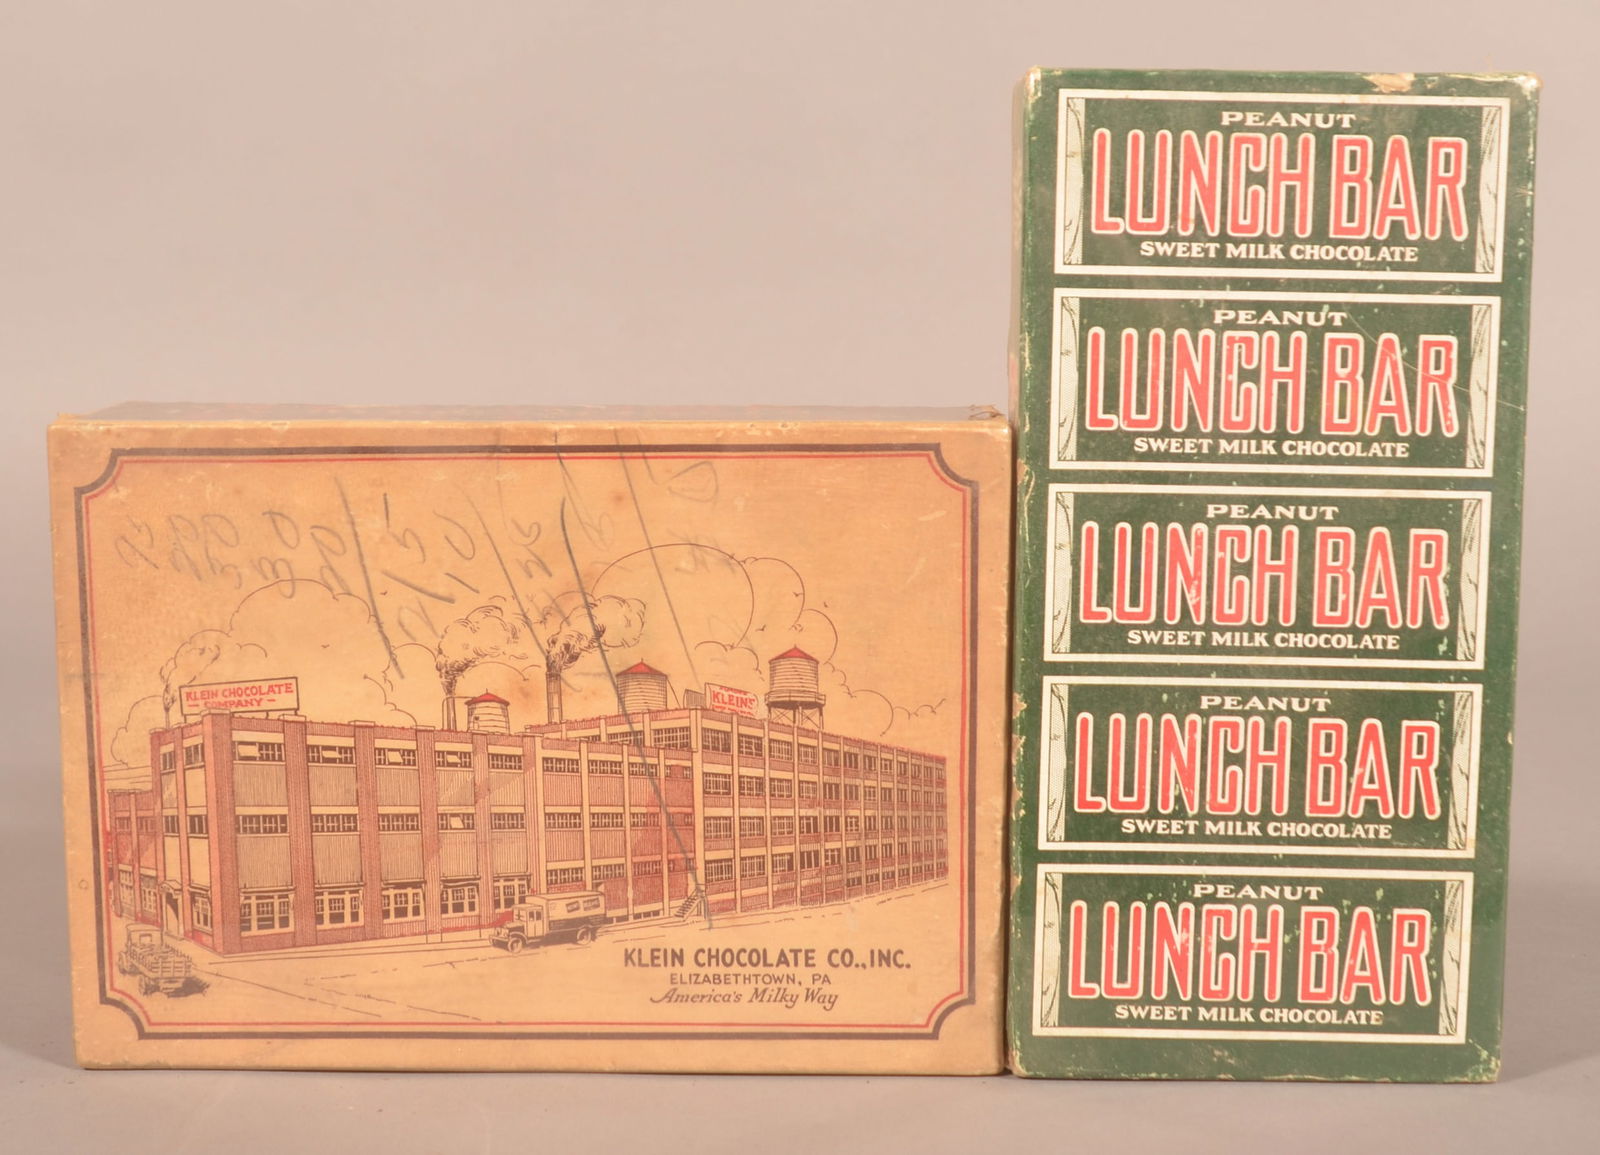 KLEIN CHOCOLATE
COMPANY
KLEIN'S
KLEIN CHOCOLATE CO., INC.
ELIZABETHTOWN, PA
America's Milky Way
PEANUT
LUNCH BAR
SWEET MILK CHOCOLATE
PEANUT
LUNCH BAR
SWEET MILK CHOCOLATE
PEANUT
LUNCH BAR
SWEET MILK CHOCOLATE
PEANUT
LUNCH BAR
SWEET MILK CHOCOLATE
PEANUT
LUNCH BAR
SWEET MILK CHOCOLATE